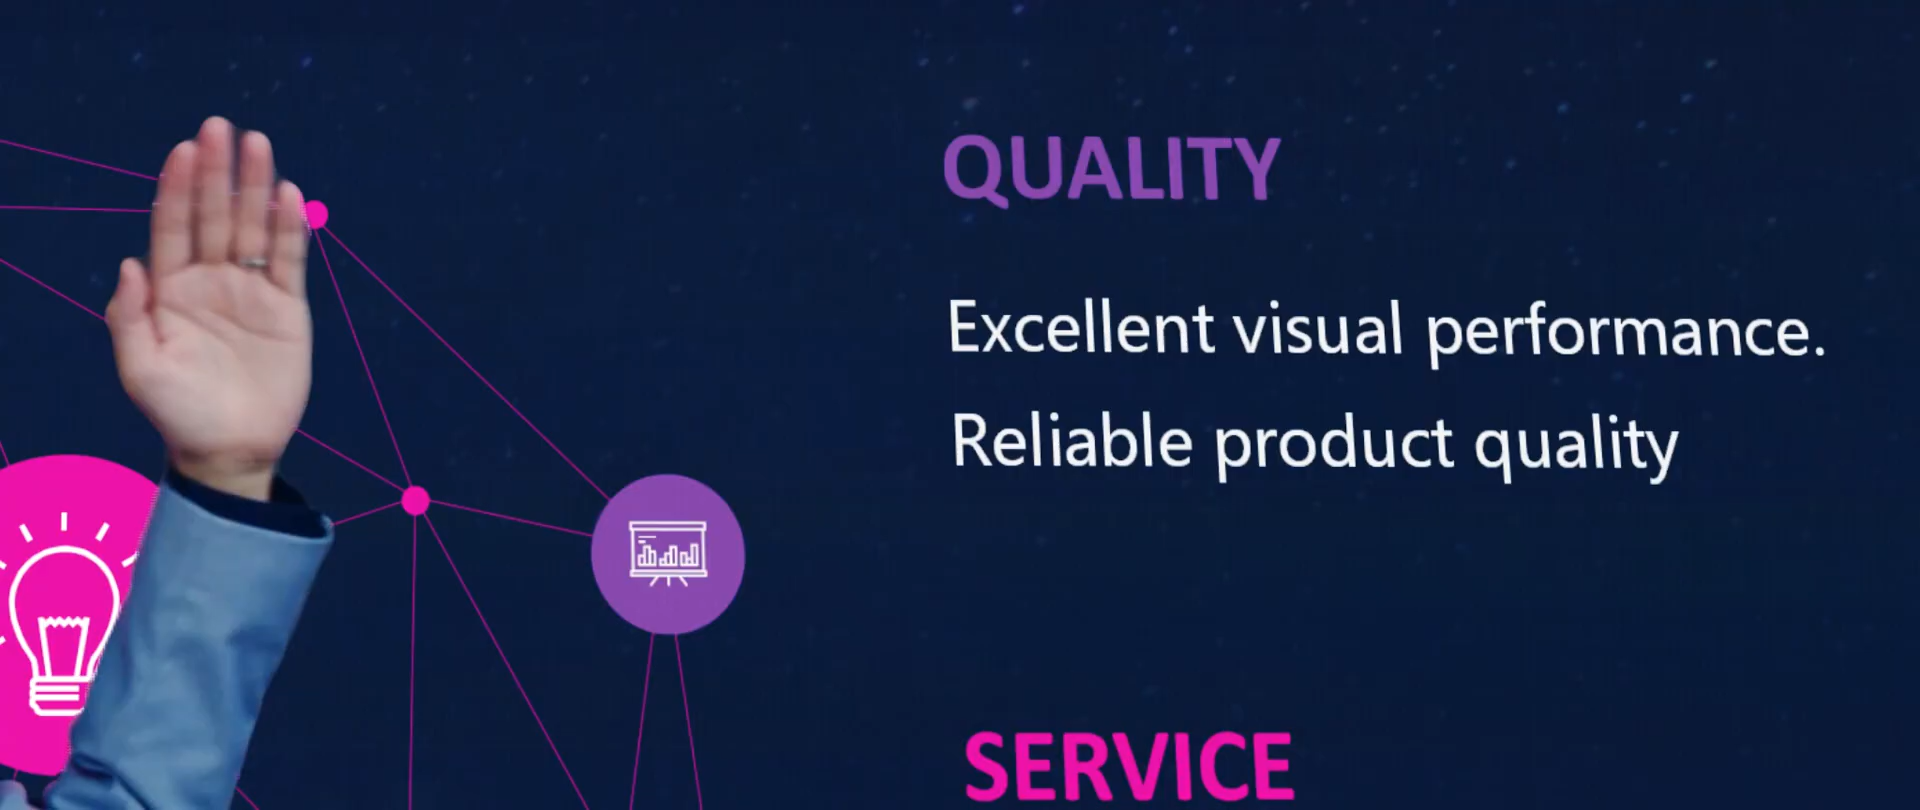 QUALITY
Excellent visual performance.
Reliable product quality
SERVICE